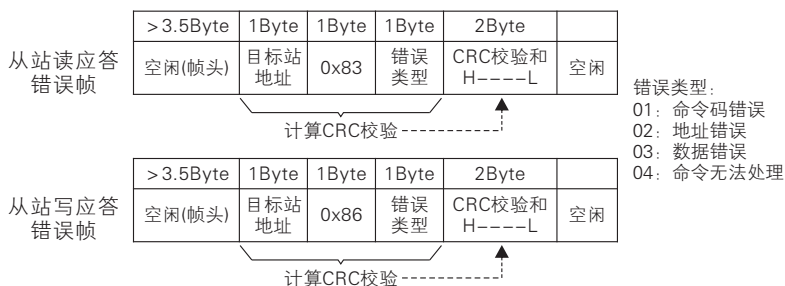 从站读应答
错误帧
>3.5Byte 1Byte 1Byte 1Byte 2Byte
空闲(帧头) 目标站地址 0x83 错误类型 CRC校验和 H----L 空闲
计算CRC校验
从站写应答
错误帧
>3.5Byte 1Byte 1Byte 1Byte 2Byte
空闲(帧头) 目标站地址 0x86 错误类型 CRC校验和 H----L 空闲
计算CRC校验
错误类型:
01: 命令码错误
02: 地址错误
03: 数据错误
04: 命令无法处理